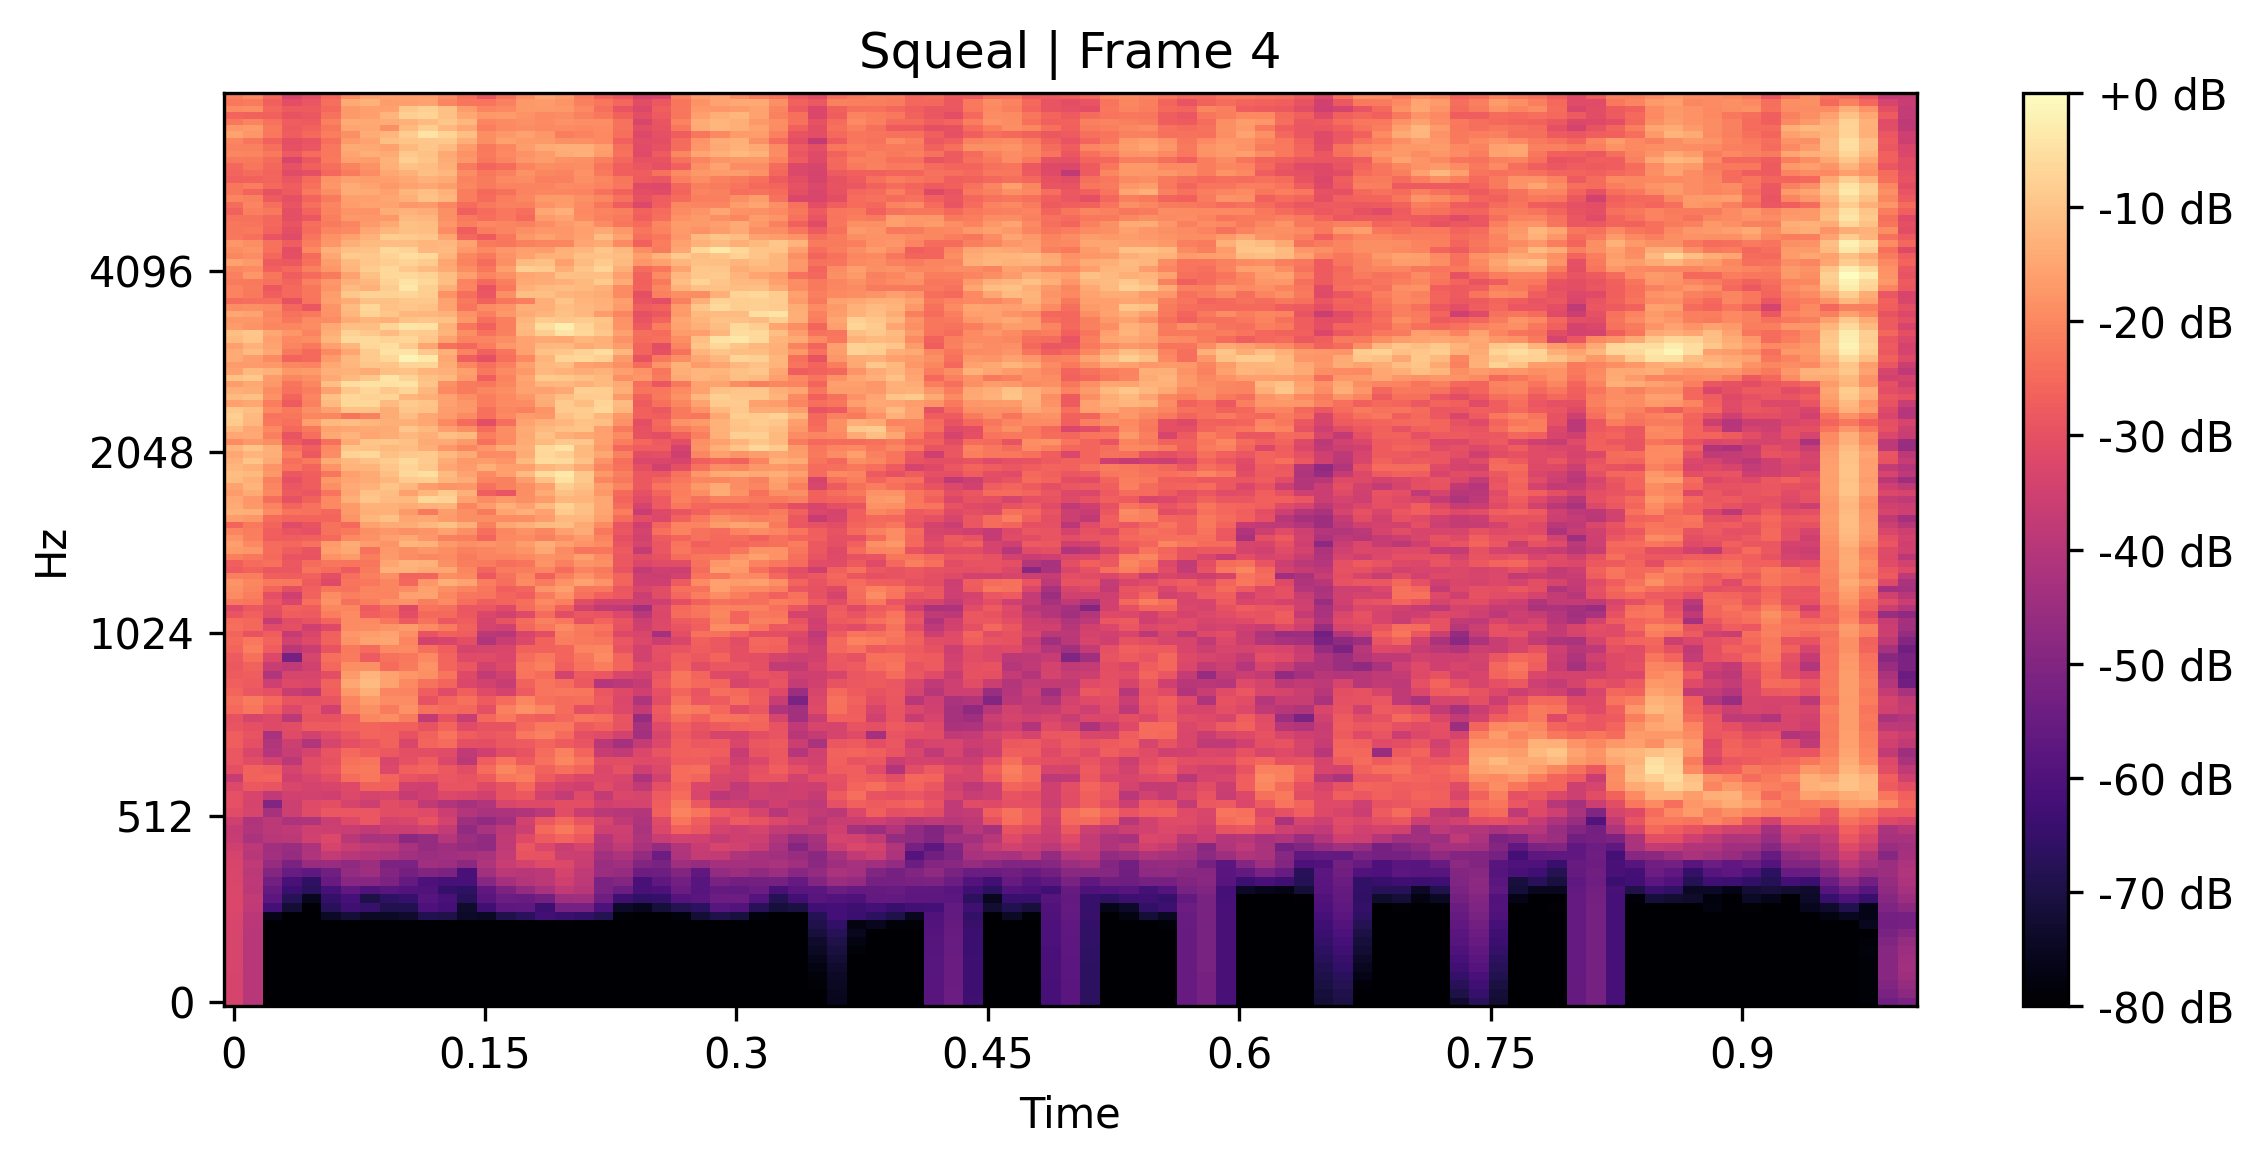 Squeal | Frame 4
+0 dB
-10 dB
-20 dB
-30 dB
-40 dB
-50 dB
-60 dB
-70 dB
-80 dB
4096
2048
1024
512
0
Hz
0 0.15 0.3 0.45 0.6 0.75 0.9
Time